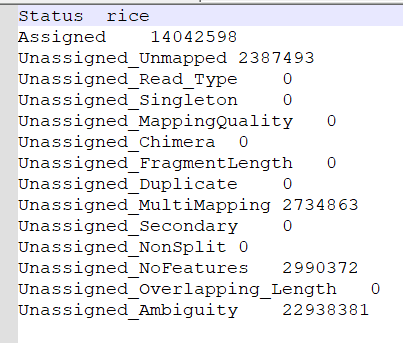 Status rice
Assigned 14042598
Unassigned_Unmapped 2387493
Unassigned_Read_Type 0
Unassigned_Singleton 0
Unassigned_MappingQuality 0
Unassigned_Chimera 0
Unassigned_FragmentLength 0
Unassigned_Duplicate 0
Unassigned_MultiMapping 2734863
Unassigned_Secondary 0
Unassigned_NonSplit 0
Unassigned_NoFeatures 2990372
Unassigned_Overlapping_Length 0
Unassigned_Ambiguity 22938381